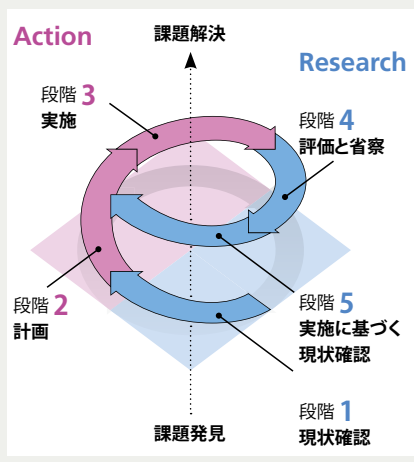 Action
課題解決
Research
段階 3
実施
段階 4
評価と省察
段階 2
計画
段階 5
実施に基づく
現状確認
段階 1
現状確認
課題発見